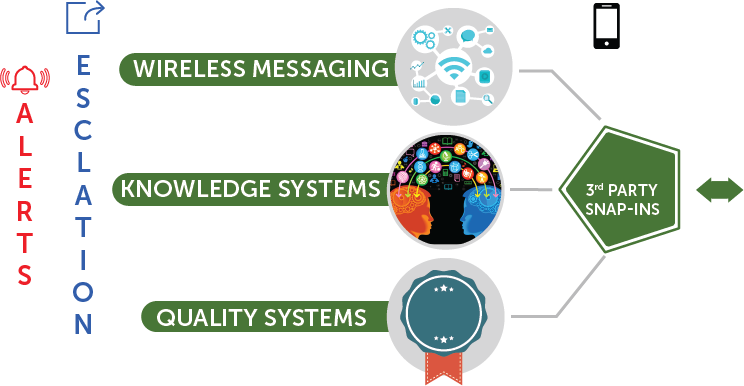 ALERTS
ESCLATION
WIRELESS MESSAGING
KNOWLEDGE SYSTEMS
QUALITY SYSTEMS
3rd PARTY
SNAP-INS